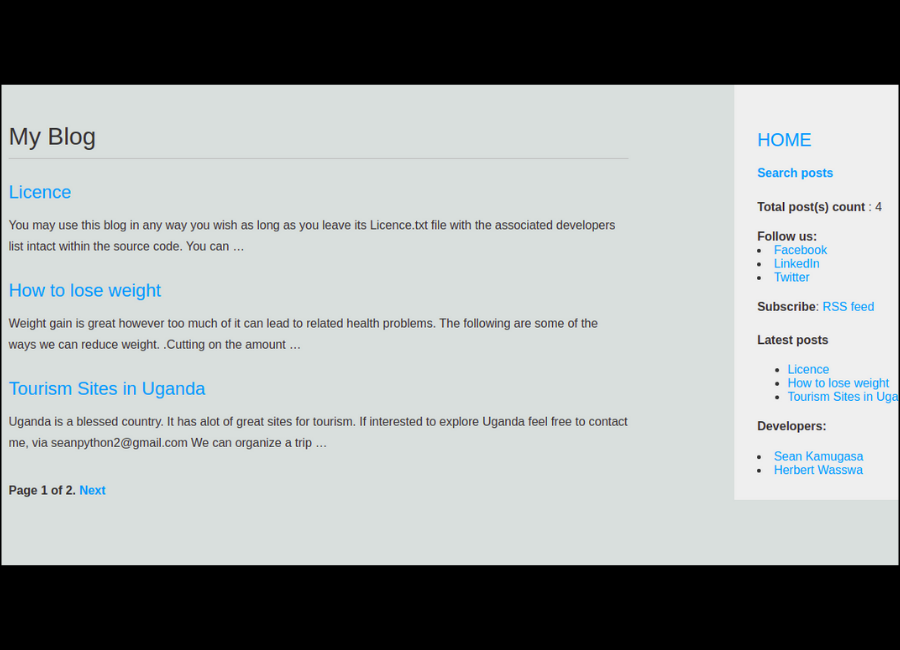 My Blog
Licence
You may use this blog in any way you wish as long as you leave its Licence.txt file with the associated developers
list intact within the source code. You can …
How to lose weight
Weight gain is great however too much of it can lead to related health problems. The following are some of the
ways we can reduce weight. .Cutting on the amount …
Tourism Sites in Uganda
Uganda is a blessed country. It has alot of great sites for tourism. If interested to explore Uganda feel free to contact
me, via seanpython2@gmail.com We can organize a trip …
Page 1 of 2. Next
HOME
Search posts
Total post(s) count : 4
Follow us:
Facebook
LinkedIn
Twitter
Subscribe: RSS feed
Latest posts
Licence
How to lose weight
Tourism Sites in Uga
Developers:
Sean Kamugasa
Herbert Wasswa